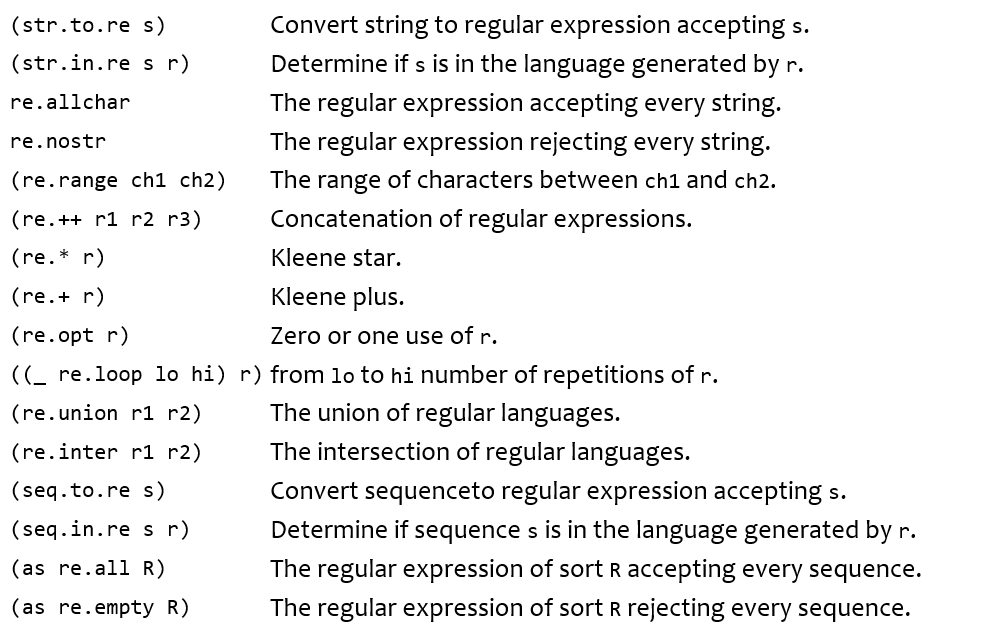 (str.to.re s) Convert string to regular expression accepting s.
(str.in.re s r) Determine if s is in the language generated by r.
re.allchar The regular expression accepting every string.
re.nostr The regular expression rejecting every string.
(re.range ch1 ch2) The range of characters between ch1 and ch2.
(re.++ r1 r2 r3) Concatenation of regular expressions.
(re.* r) Kleene star.
(re.+ r) Kleene plus.
(re.opt r) Zero or one use of r.
((_ re.loop lo hi) r) from lo to hi number of repetitions of r.
(re.union r1 r2) The union of regular languages.
(re.inter r1 r2) The intersection of regular languages.
(seq.to.re s) Convert sequenceto regular expression accepting s.
(seq.in.re s r) Determine if sequence s is in the language generated by r.
(as re.all R) The regular expression of sort R accepting every sequence.
(as re.empty R) The regular expression of sort R rejecting every sequence.